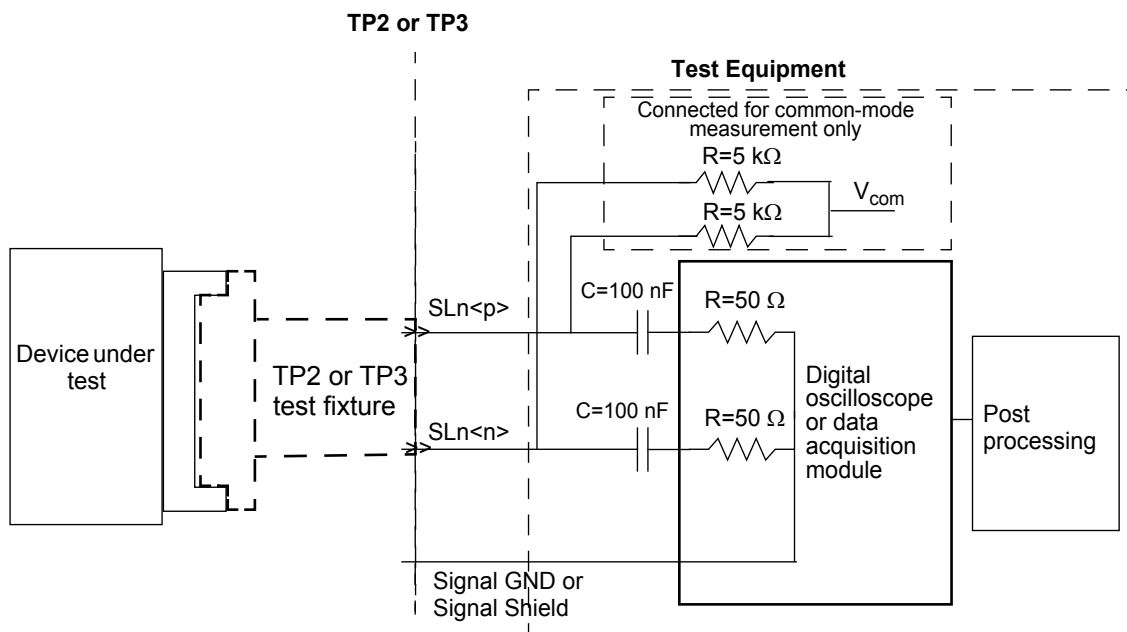 TP2 or TP3
Test Equipment
Connected for common-mode
measurement only
R=5 kΩ
Vcom
R=5 kΩ
C=100 nF
R=50 Ω
SLn<p>
Device under
test
TP2 or TP3
test fixture
C=100 nF
R=50 Ω
SLn<n>
Digital
oscilloscope
or data
acquisition
module
Post
processing
Signal GND or
Signal Shield